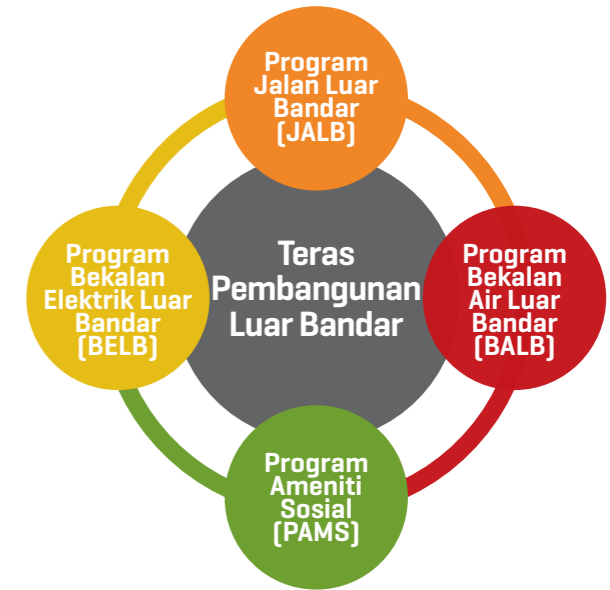 Program
Jalan Luar
Bandar
(JALB)
Teras
Pembangunan
Luar Bandar
Program
Bekalan
Elektrik Luar
Bandar
(BELB)
Program
Bekalan
Air Luar
Bandar
(BALB)
Program
Ameniti
Sosial
(PAMS)